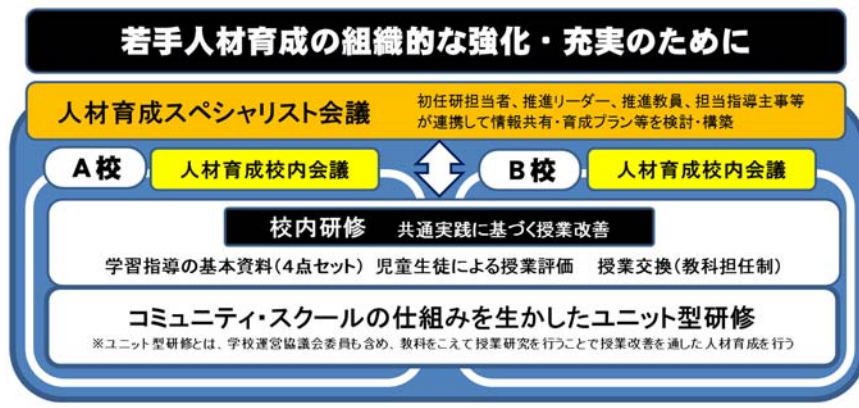 若手人材育成の組織的な強化・充実のために
人材育成スペシャリスト会議
初任研担当者、推進リーダー、推進教員、担当指導主事等
が連携して情報共有・育成プラン等を検討・構築
A校
人材育成校内会議
B校
人材育成校内会議
校内研修 共通実践に基づく授業改善
学習指導の基本資料(4点セット) 児童生徒による授業評価 授業交換(教科担任制)
コミュニティ・スクールの仕組みを生かしたユニット型研修
※ユニット型研修とは、学校運営協議会委員も含め、教科をこえて授業研究を行うことで授業改善を通した人材育成を行う